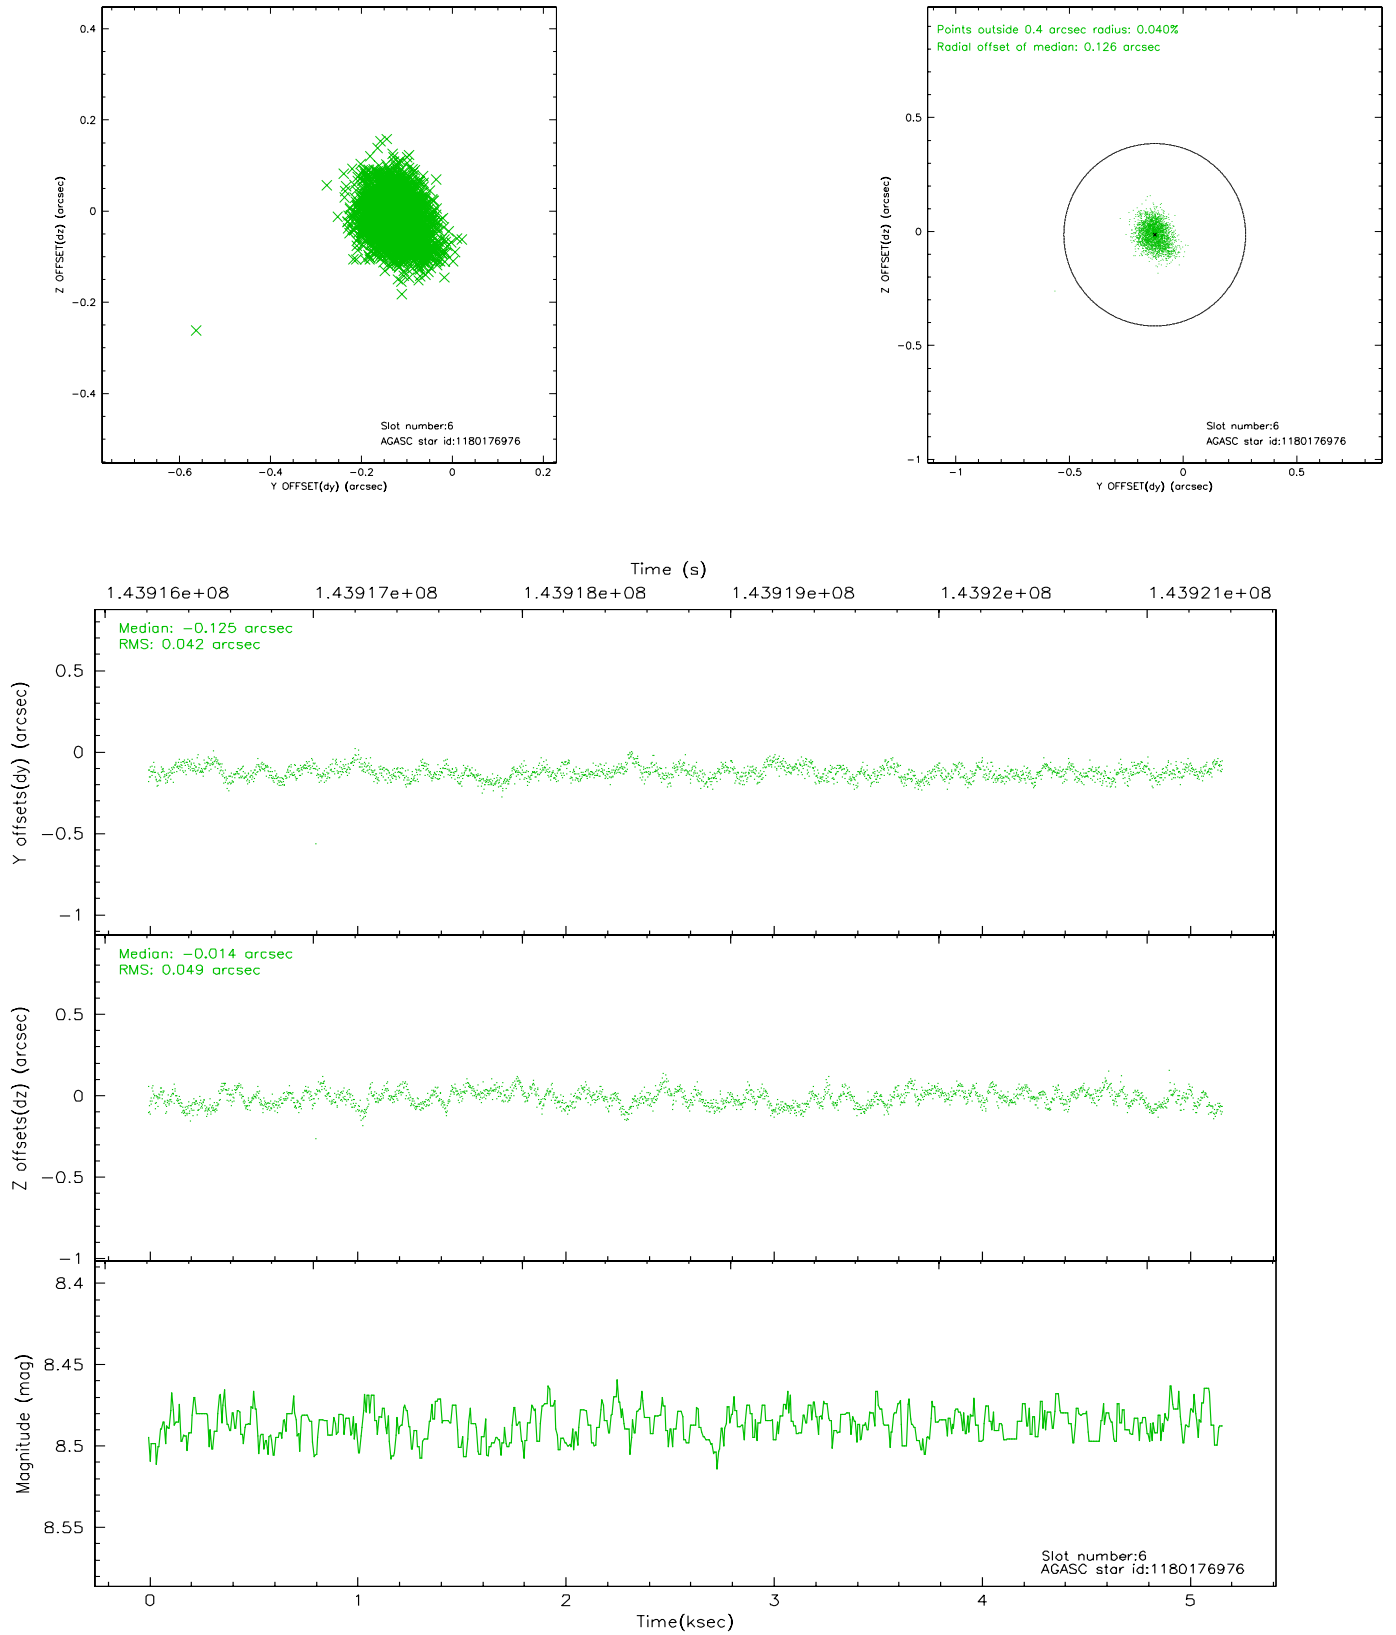 0.4
0.2
0
−0.2
−0.4
Z OFFSET(dz) (arcsec)
Slot number:6
AGASC star id:1180176976
−0.6 −0.4 −0.2 0 0.2
Y OFFSET(dy) (arcsec)
Points outside 0.4 arcsec radius: 0.040%
Radial offset of median: 0.126 arcsec
0.5
0
−0.5
−1
Z OFFSET(dz) (arcsec)
Slot number:6
AGASC star id:1180176976
−1 −0.5 0 0.5
Y OFFSET(dy) (arcsec)
Time (s)
1.43916e+08 1.43917e+08 1.43918e+08 1.43919e+08 1.4392e+08 1.43921e+08
Median: −0.125 arcsec
RMS: 0.042 arcsec
0.5
0
−0.5
−1
Y offsets(dy) (arcsec)
Median: −0.014 arcsec
RMS: 0.049 arcsec
0.5
0
−0.5
−1
Z offsets(dz) (arcsec)
8.4
8.45
8.5
8.55
Magnitude (mag)
Slot number:6
AGASC star id:1180176976
0 1 2 3 4 5
Time(ksec)